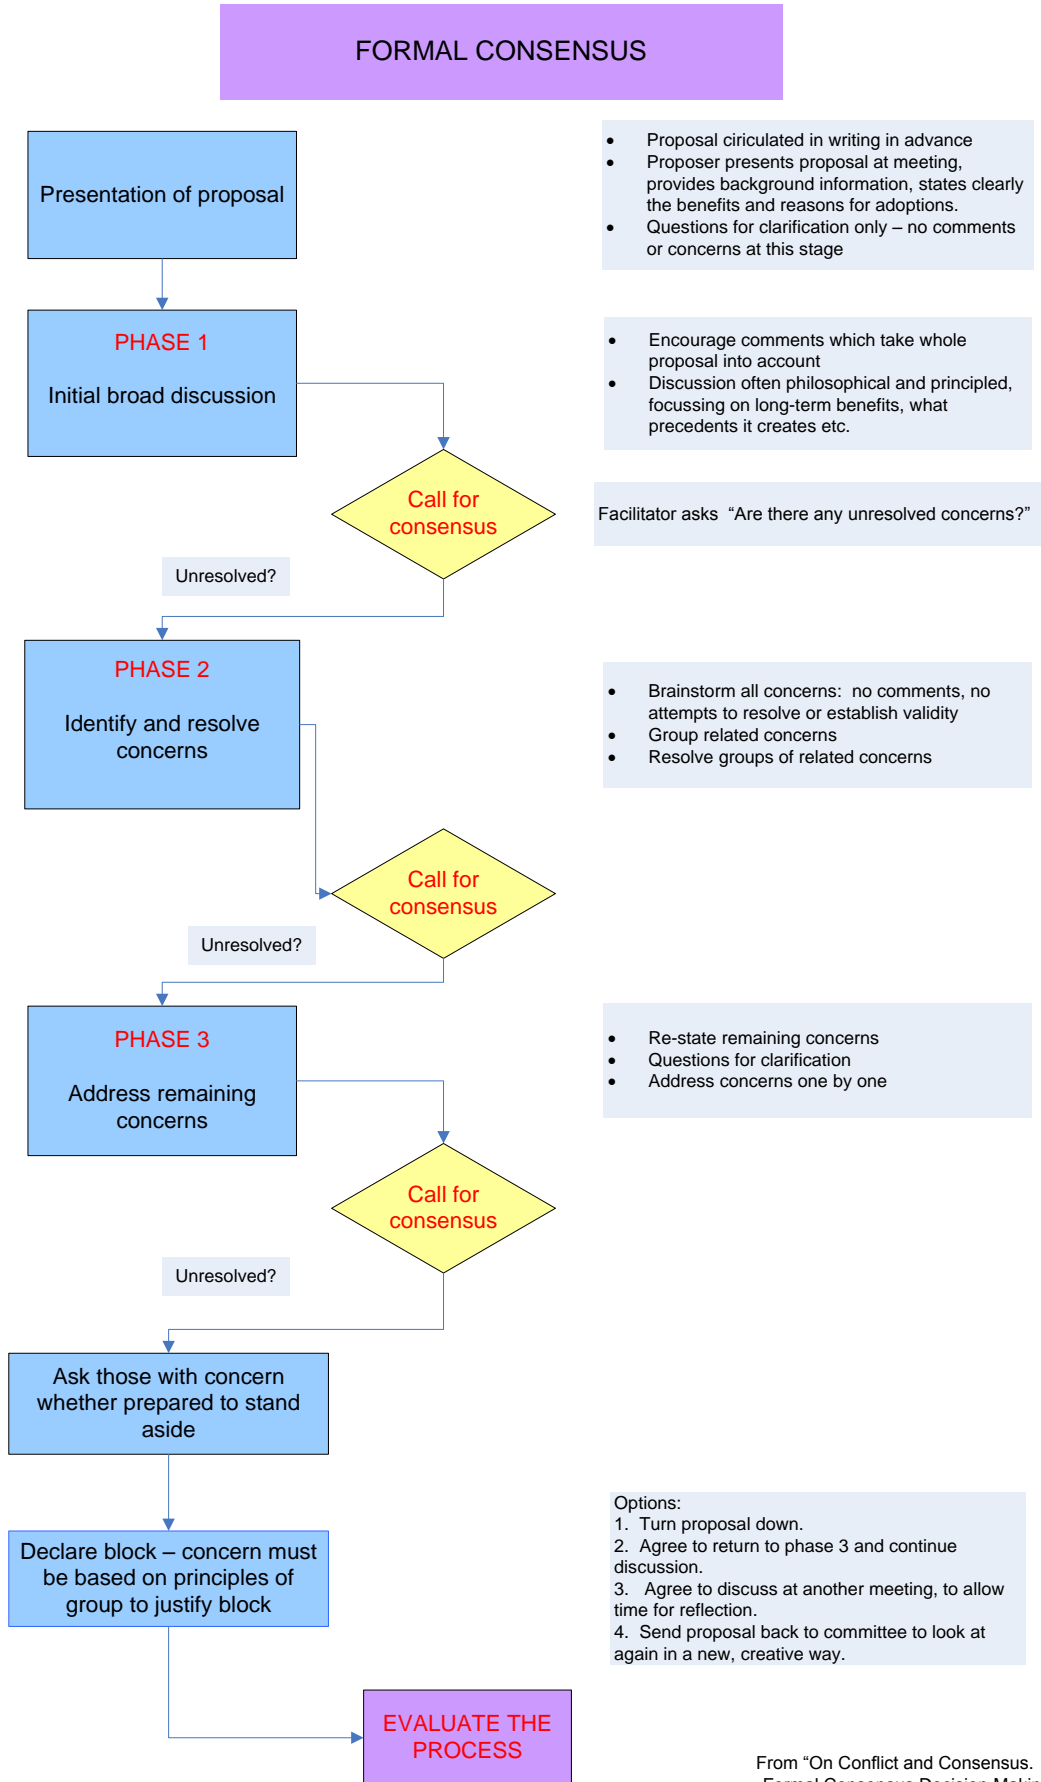 FORMAL CONSENSUS
Presentation of proposal
• Proposal ciriculated in writing in advance
• Proposer presents proposal at meeting,
provides background information, states clearly
the benefits and reasons for adoptions.
• Questions for clarification only – no comments
or concerns at this stage
PHASE 1
Initial broad discussion
• Encourage comments which take whole
proposal into account
• Discussion often philosophical and principled,
focussing on long-term benefits, what
precedents it creates etc.
Call for
consensus
Facilitator asks “Are there any unresolved concerns?”
Unresolved?
PHASE 2
Identify and resolve
concerns
• Brainstorm all concerns: no comments, no
attempts to resolve or establish validity
• Group related concerns
• Resolve groups of related concerns
Call for
consensus
Unresolved?
PHASE 3
Address remaining
concerns
• Re-state remaining concerns
• Questions for clarification
• Address concerns one by one
Call for
consensus
Unresolved?
Ask those with concern
whether prepared to stand
aside
Declare block – concern must
be based on principles of
group to justify block
Options:
1. Turn proposal down.
2. Agree to return to phase 3 and continue
discussion.
3. Agree to discuss at another meeting, to allow
time for reflection.
4. Send proposal back to committee to look at
again in a new, creative way.
EVALUATE THE
PROCESS
From “On Conflict and Consensus.
Formal Consensus Decision